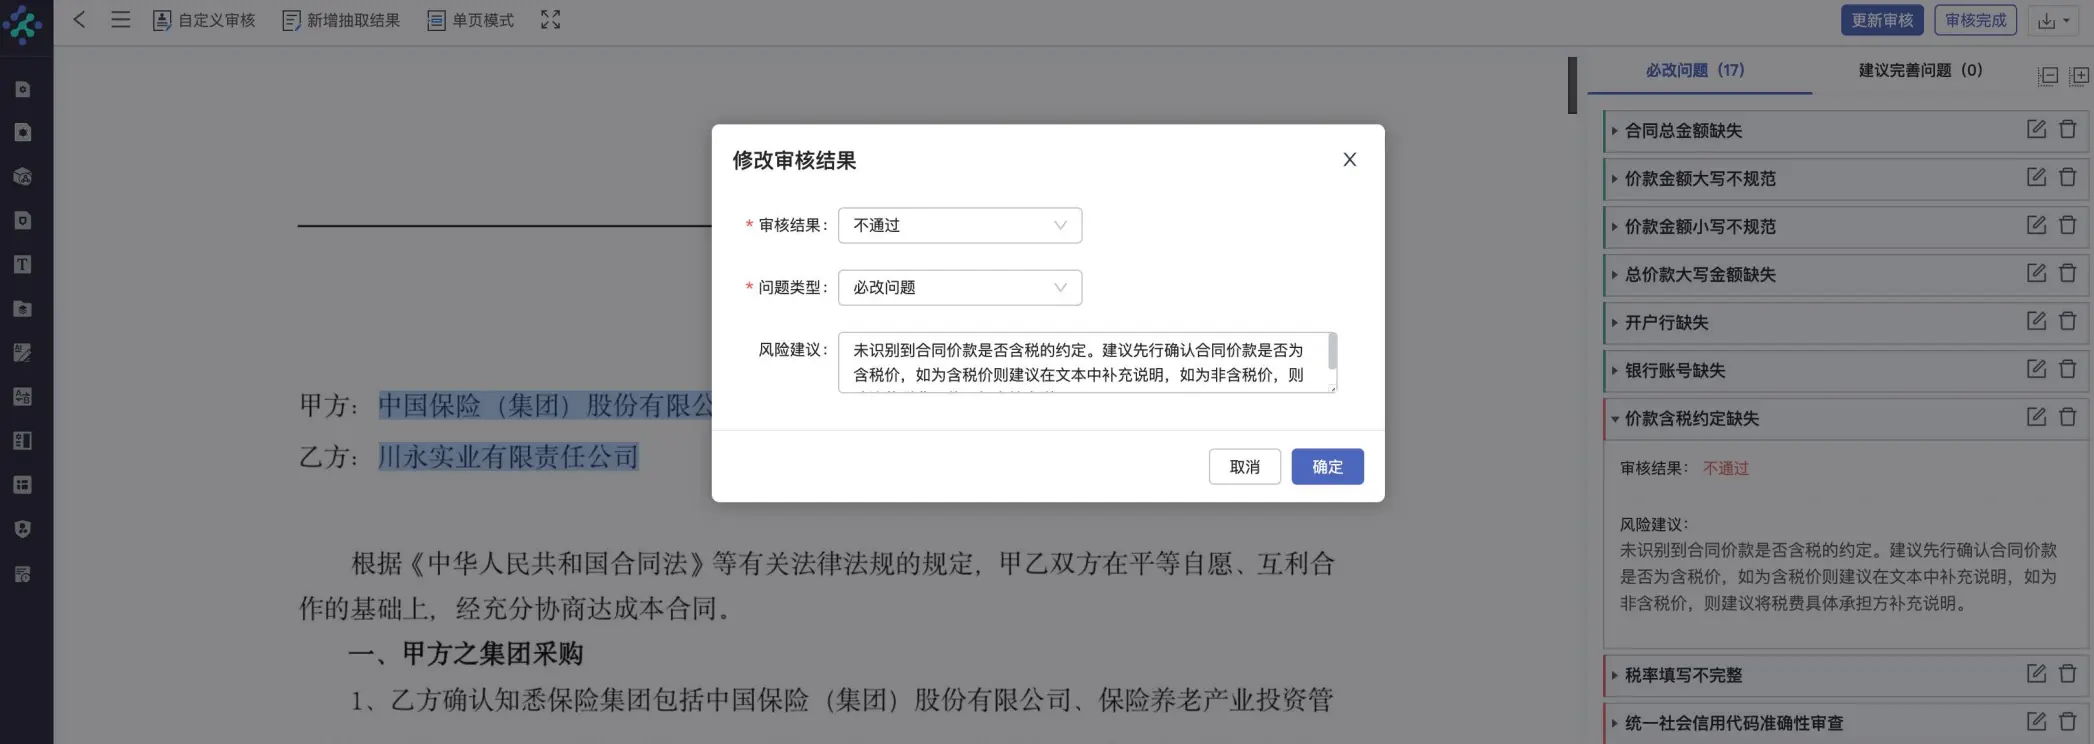 自定义审核
新增抽取结果
单页模式
更新审核
审核完成
必改问题（17）
建议完善问题（0）
甲方：中国保险（集团）股份有限公
乙方：川永实业有限责任公司
根据《中华人民共和国合同法》等有关法律法规的规定，甲乙双方在平等自愿、互利合
作的基础上，经充分协商达成本合同。
一、甲方之集团采购
1、乙方确认知悉保险集团包括中国保险（集团）股份有限公司、保险养老产业投资管
修改审核结果
* 审核结果： 不通过
* 问题类型： 必改问题
风险建议： 未识别到合同价款是否含税的约定。建议先行确认合同价款是否为
含税价，如为含税价则建议在文本中补充说明，如为非含税价，则
取消
确定
合同总金额缺失
价款金额大写不规范
价款金额小写不规范
总价款大写金额缺失
开户行缺失
银行账号缺失
价款含税约定缺失
审核结果： 不通过
风险建议：
未识别到合同价款是否含税的约定。建议先行确认合同价款
是否为含税价，如为含税价则建议在文本中补充说明，如为
非含税价，则建议将税费具体承担方补充说明。
税率填写不完整
统一社会信用代码准确性审查